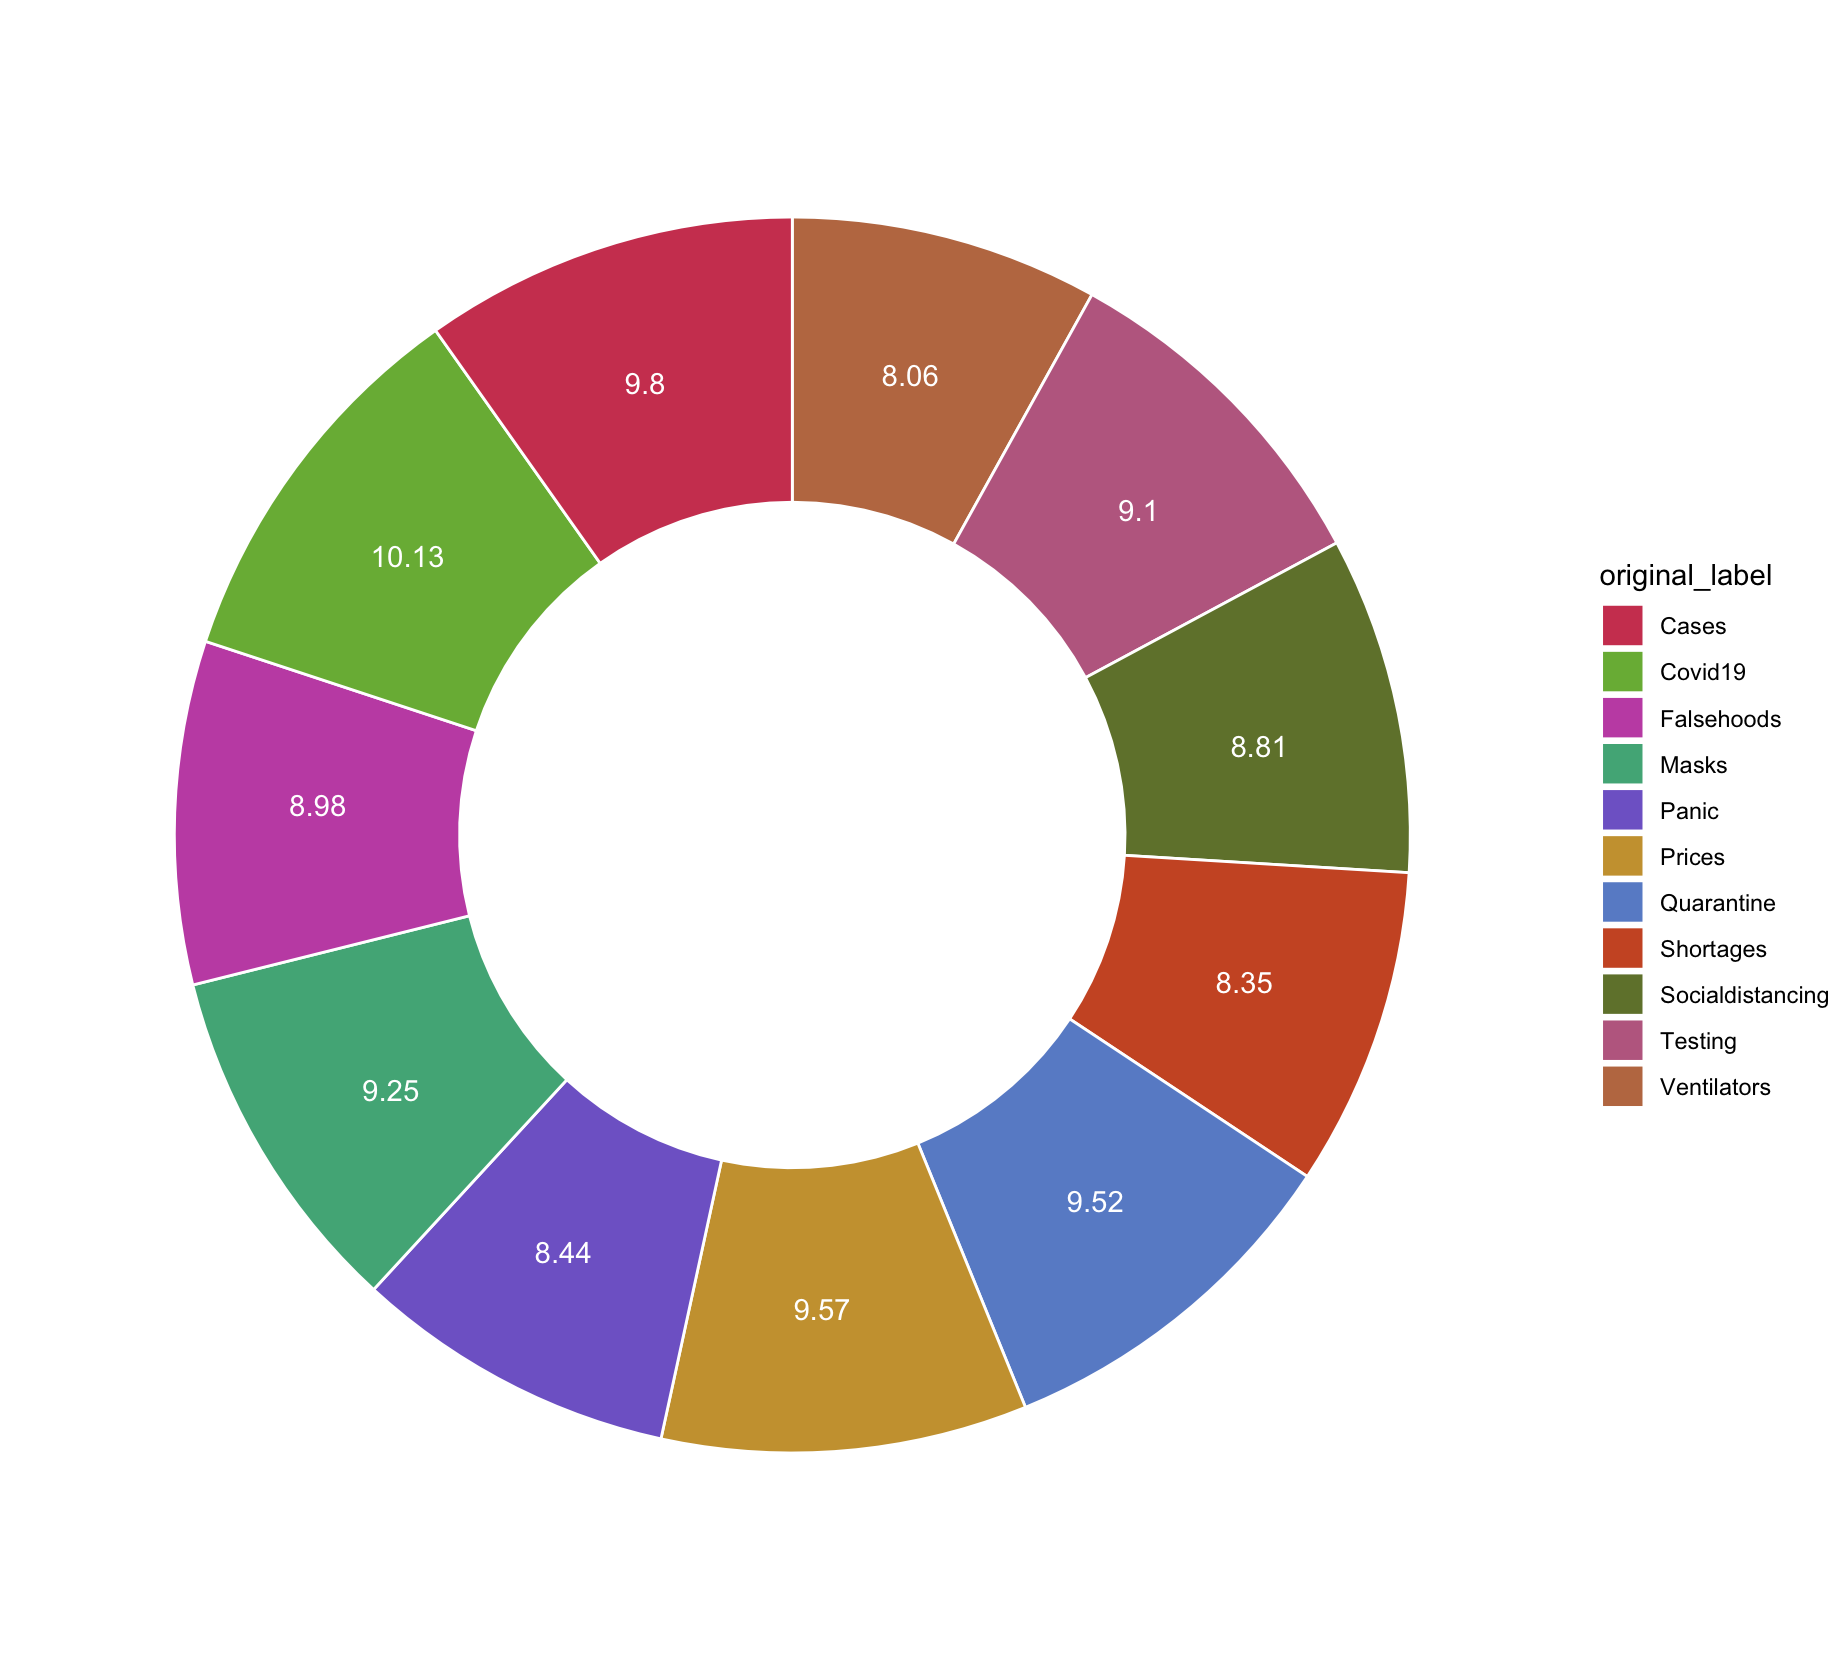 9.8
8.06
9.1
10.13
8.81
8.98
8.35
9.25
9.52
8.44
9.57
original_label
Cases
Covid19
Falsehoods
Masks
Panic
Prices
Quarantine
Shortages
Socialdistancing
Testing
Ventilators